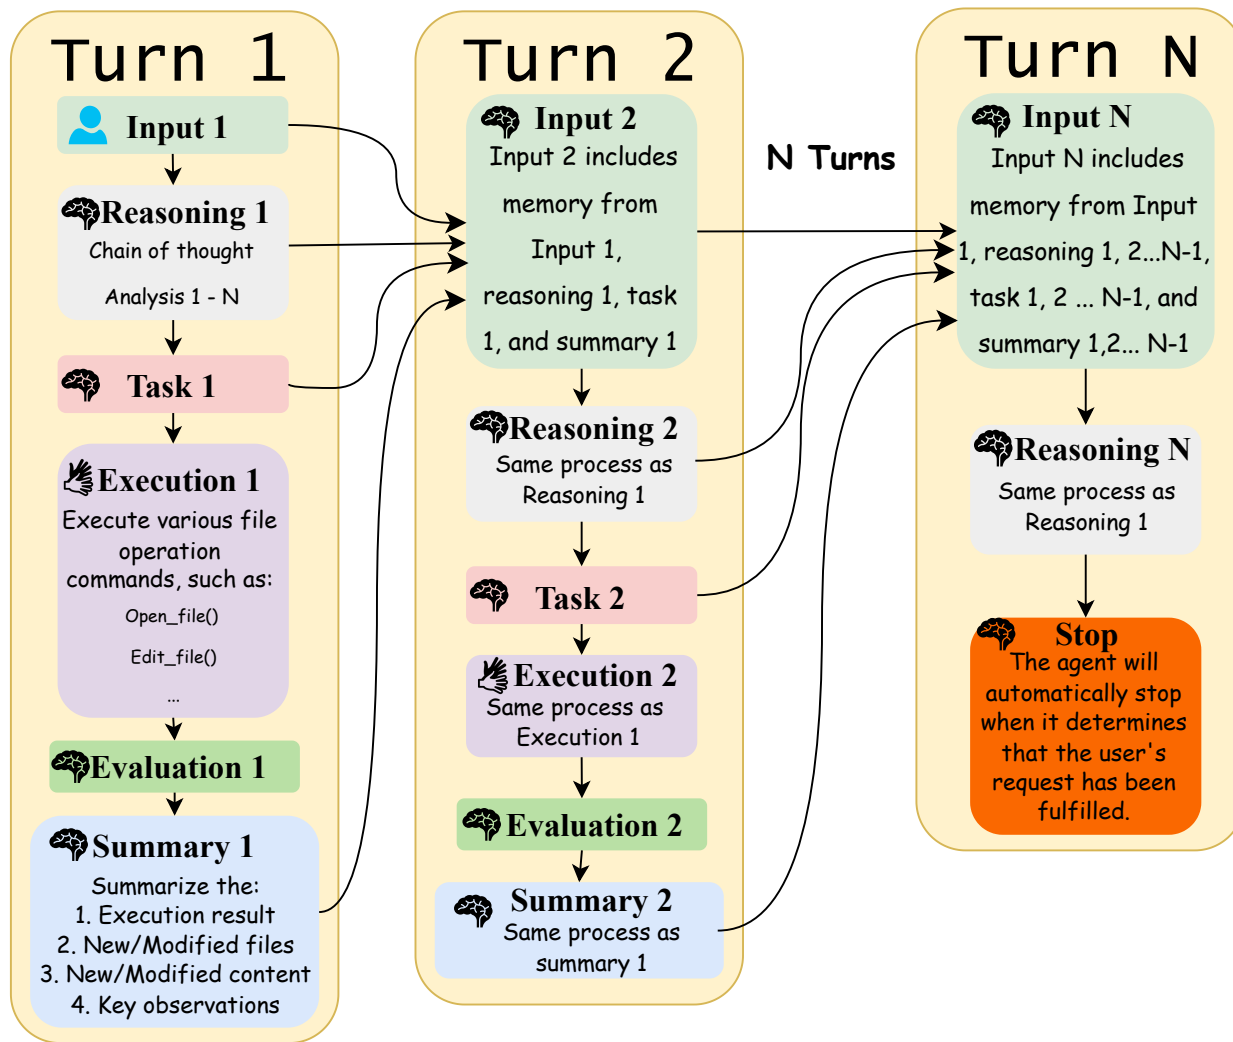 Turn 1
Input 1
Reasoning 1
Chain of thought
Analysis 1 - N
Task 1
Execution 1
Execute various file
operation
commands, such as:
Open_file()
Edit_file()
...
Evaluation 1
Summary 1
Summarize the:
1. Execution result
2. New/Modified files
3. New/Modified content
4. Key observations
Turn 2
Input 2
Input 2 includes
memory from
Input 1,
reasoning 1, task
1, and summary 1
Reasoning 2
Same process as
Reasoning 1
Task 2
Execution 2
Same process as
Execution 1
Evaluation 2
Summary 2
Same process as
summary 1
N Turns
Turn N
Input N
Input N includes
memory from Input
1, reasoning 1, 2...N-1,
task 1, 2 ... N-1, and
summary 1,2... N-1
Reasoning N
Same process as
Reasoning 1
Stop
The agent will
automatically stop
when it determines
that the user's
request has been
fulfilled.